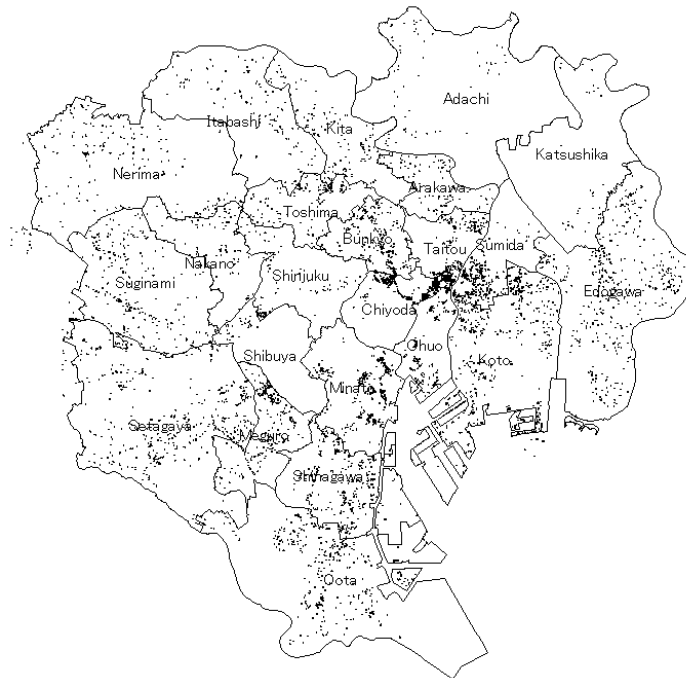 Adachi
Itabashi
Kita
Katsushika
Nerima
Arakawa
Toshima
Bunkyo
Taitou
Sumida
Nakano
Shinjuku
Suginami
Edogawa
Chiyoda
Chuo
Shibuya
Koto
Minato
Setagaya
Meguro
Shinagawa
Oota